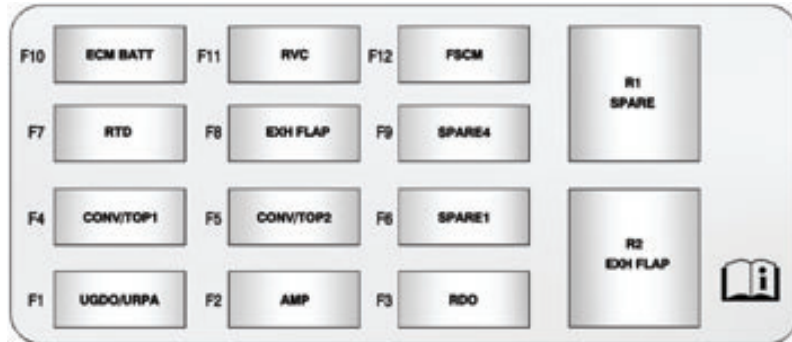 F10 ECM BATT F11 RVC F12 FSCM
R1
SPARE
F7 RTD F8 EXH FLAP F9 SPARE4
F4 CONV/TOP1 F5 CONV/TOP2 F6 SPARE1
R2
EXH FLAP
F1 UGDO/URPA F2 AMP F3 RDO
i